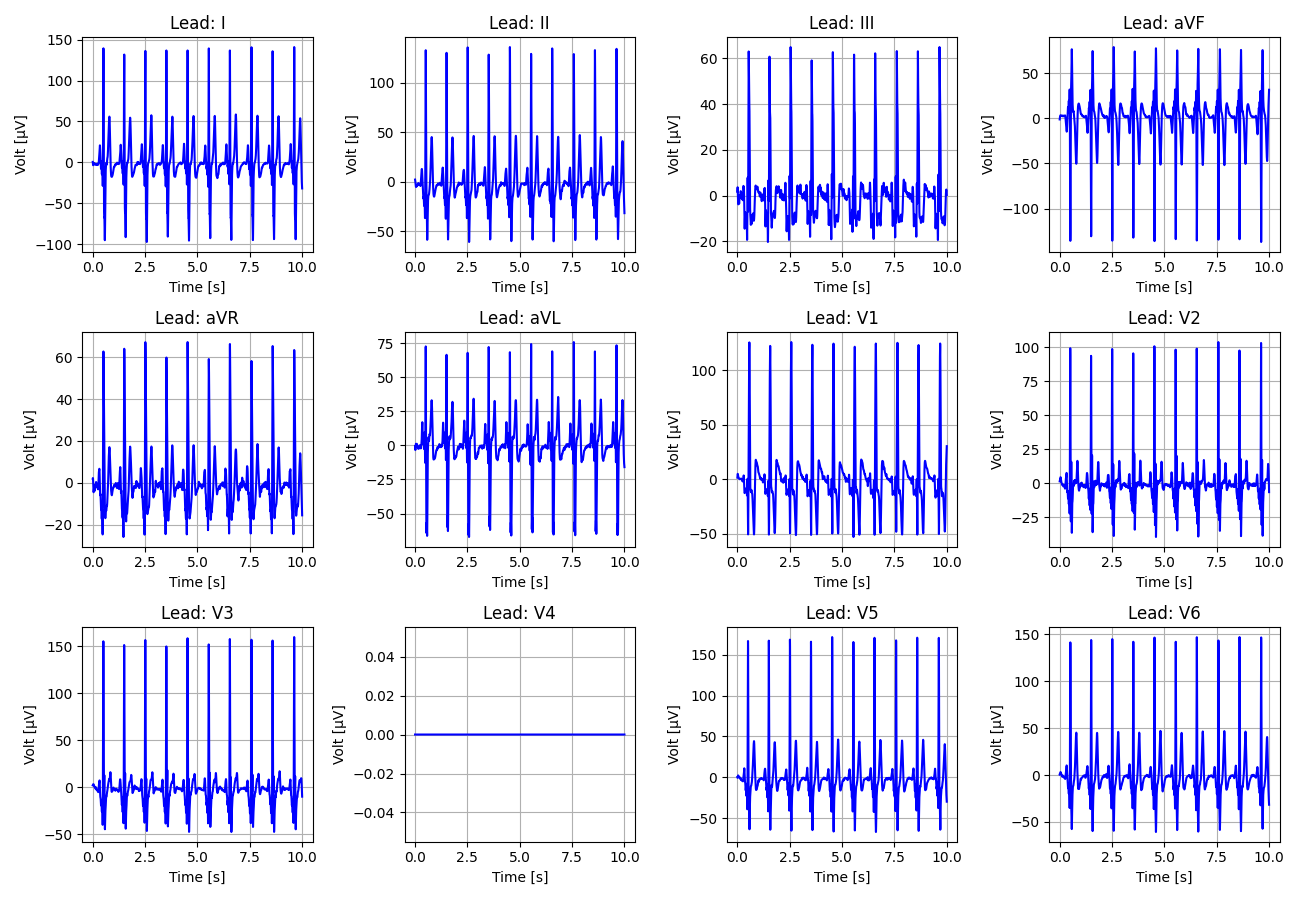 Lead: I
Volt [µV]
150
100
50
0
−50
−100
0.0 2.5 5.0 7.5 10.0
Time [s]
Lead: II
Volt [µV]
100
50
0
−50
0.0 2.5 5.0 7.5 10.0
Time [s]
Lead: III
Volt [µV]
60
40
20
0
−20
0.0 2.5 5.0 7.5 10.0
Time [s]
Lead: aVF
Volt [µV]
50
0
−50
−100
0.0 2.5 5.0 7.5 10.0
Time [s]
Lead: aVR
Volt [µV]
60
40
20
0
−20
0.0 2.5 5.0 7.5 10.0
Time [s]
Lead: aVL
Volt [µV]
75
50
25
0
−25
−50
0.0 2.5 5.0 7.5 10.0
Time [s]
Lead: V1
Volt [µV]
100
50
0
−50
0.0 2.5 5.0 7.5 10.0
Time [s]
Lead: V2
Volt [µV]
100
75
50
25
0
−25
0.0 2.5 5.0 7.5 10.0
Time [s]
Lead: V3
Volt [µV]
150
100
50
0
−50
0.0 2.5 5.0 7.5 10.0
Time [s]
Lead: V4
Volt [µV]
0.04
0.02
0.00
−0.02
−0.04
0.0 2.5 5.0 7.5 10.0
Time [s]
Lead: V5
Volt [µV]
150
100
50
0
−50
0.0 2.5 5.0 7.5 10.0
Time [s]
Lead: V6
Volt [µV]
150
100
50
0
−50
0.0 2.5 5.0 7.5 10.0
Time [s]